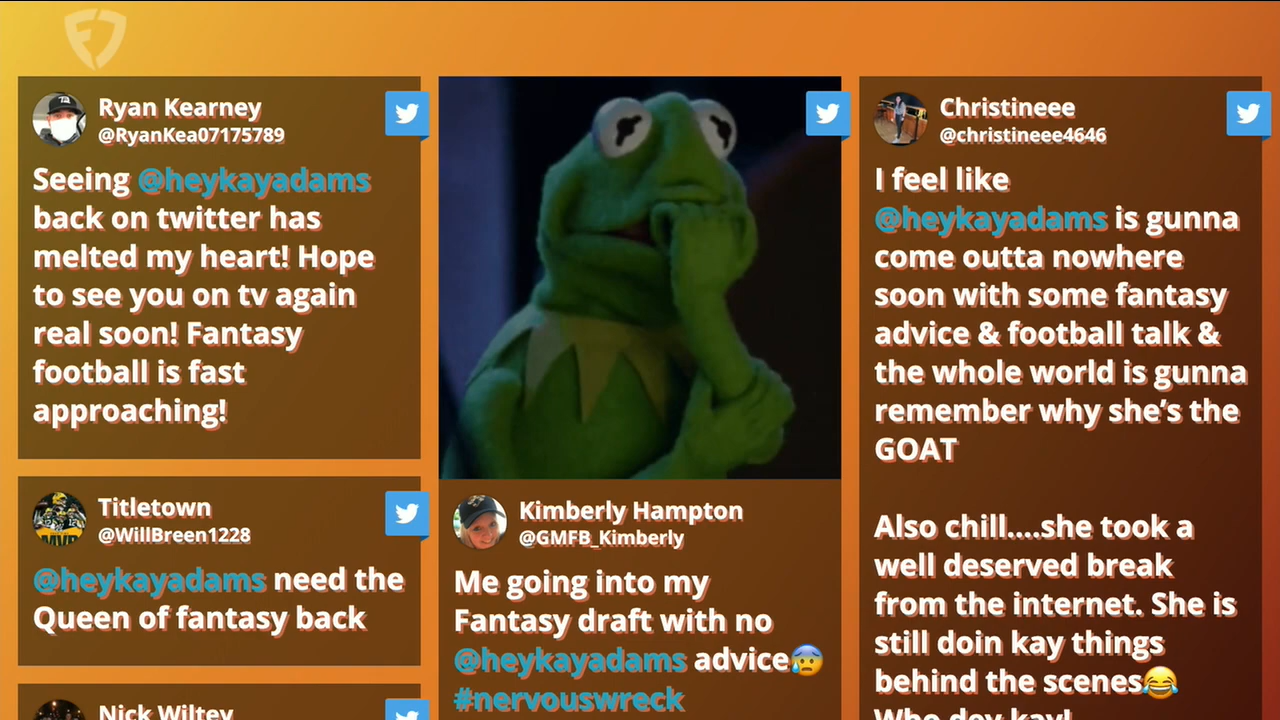 Ryan Kearney
@RyanKea07175789
Seeing @heykayadams
back on twitter has
melted my heart! Hope
to see you on tv again
real soon! Fantasy
football is fast
approaching!
Titletown
@WillBreen1228
@heykayadams need the
Queen of fantasy back
Nick Wiltey
Kimberly Hampton
@GMFB_Kimberly
Me going into my
Fantasy draft with no
@heykayadams advice😰
#nervouswreck
Christineee
@christineee4646
I feel like
@heykayadams is gunna
come outta nowhere
soon with some fantasy
advice & football talk &
the whole world is gunna
remember why she’s the
GOAT
Also chill....she took a
well deserved break
from the internet. She is
still doin kay things
behind the scenes😂
Who dey kay!